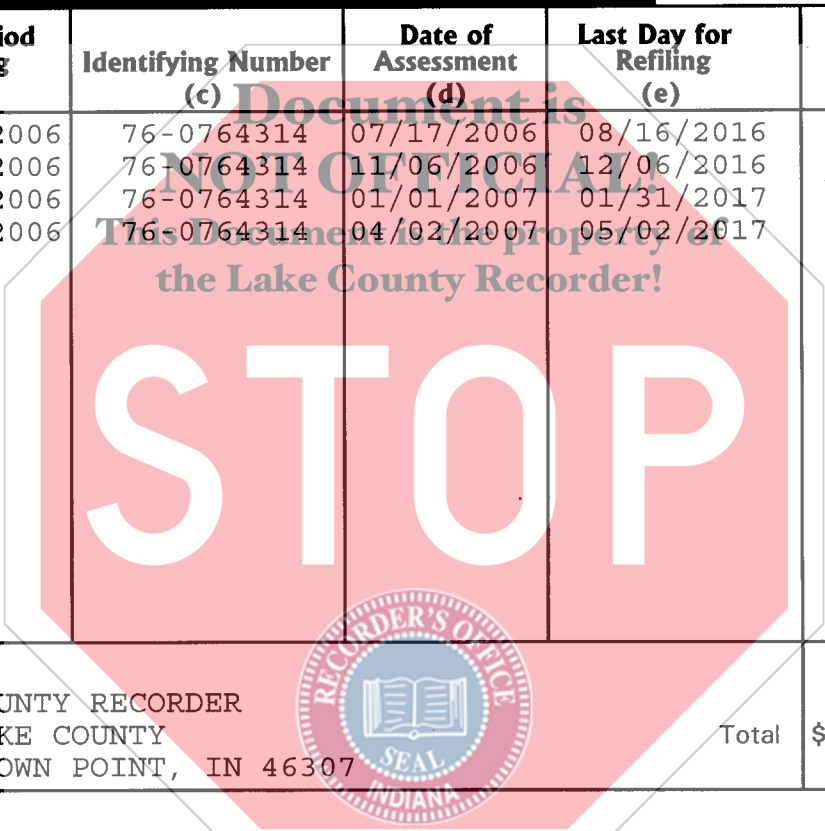 iod Date of Last Day for
g Identifying Number Assessment Refiling
(c) (d) (e)
Document is
2006 76-0764314 07/17/2006 08/16/2016
2006 76-0764314 11/06/2006 12/06/2016
NOT OFFICIAL!
2006 76-0764314 01/01/2007 01/31/2017
2006 76-0764314 04/02/2007 05/02/2017
This Document is the property of
the Lake County Recorder!
STOP
RECORDER'S OFFICE
SEAL
INDIANA
UNTY RECORDER
KE COUNTY Total $
OWN POINT, IN 46307